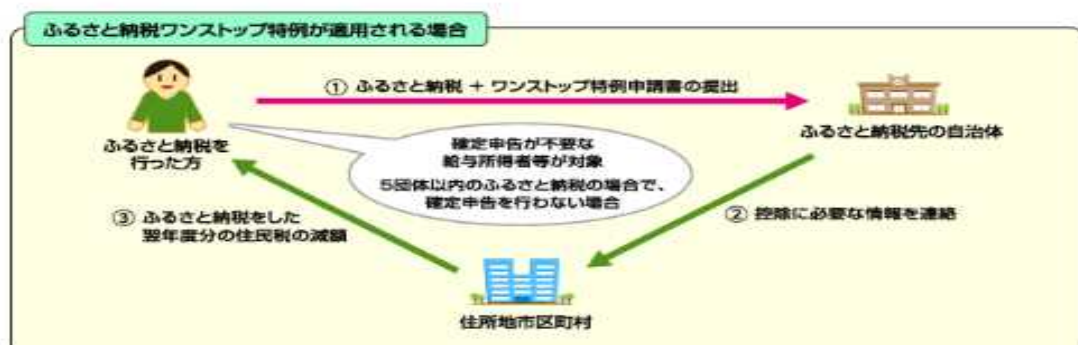 ふるさと納税ワンストップ特例が適用される場合
① ふるさと納税 + ワンストップ特例申請書の提出
ふるさと納税を
行った方
ふるさと納税先の自治体
確定申告が不要な
給与所得者等が対象
5団体以内のふるさと納税の場合で、
確定申告を行わない場合
② 控除に必要な情報を連絡
③ ふるさと納税をした
翌年度分の住民税の減額
住所地市区町村